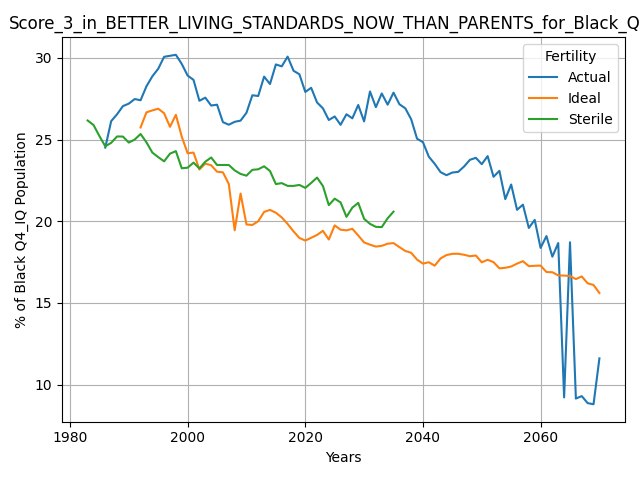 Score_3_in_BETTER_LIVING_STANDARDS_NOW_THAN_PARENTS_for_Black_Q
Fertility
Actual
Ideal
Sterile
% of Black Q4_IQ Population
30
25
20
15
10
1980
2000
2020
2040
2060
Years